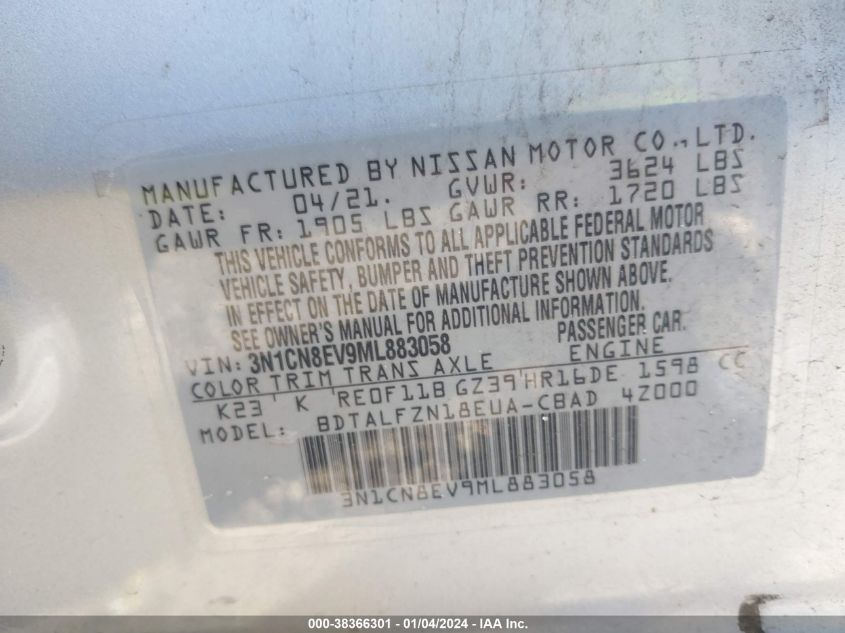 MANUFACTURED BY NISSAN MOTOR CO.,LTD.
DATE: 04/21. GVWR: 3624 LBS
GAWR FR: 1905 LBS GAWR RR: 1720 LBS
THIS VEHICLE CONFORMS TO ALL APPLICABLE FEDERAL MOTOR
VEHICLE SAFETY, BUMPER AND THEFT PREVENTION STANDARDS
IN EFFECT ON THE DATE OF MANUFACTURE SHOWN ABOVE.
SEE OWNER'S MANUAL FOR ADDITIONAL INFORMATION.
VIN: 3N1CN8EV9ML883058 PASSENGER CAR.
COLOR TRIM TRANS AXLE ENGINE
K23 K RE0F11B GZ39 HR16DE 1598 CC
MODEL: BDTALFZN18EUA-CBAD 4Z000
3N1CN8EV9ML883058
000-38366301 - 01/04/2024 - IAA Inc.